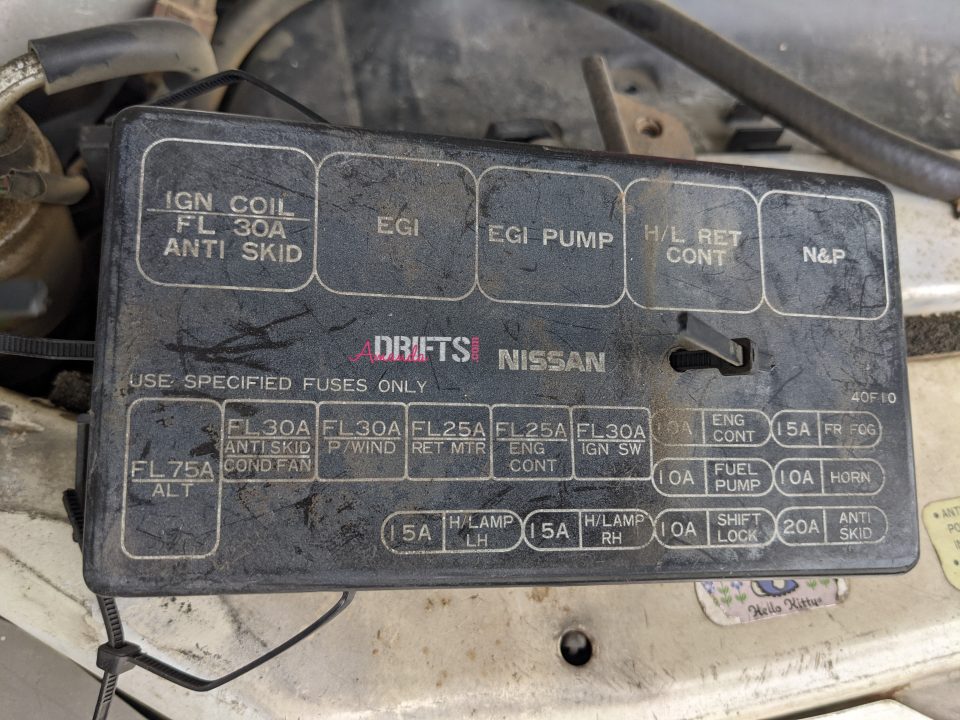 IGN COIL
FL 30A
ANTI SKID
EGI
EGI PUMP
H/L RET
CONT
N&P
Amanda DRIFTS.com
NISSAN
USE SPECIFIED FUSES ONLY
40F10
FL75A
ALT
FL30A
ANTI SKID
COND FAN
FL30A
P/WIND
FL25A
RET MTR
FL25A
ENG
CONT
FL30A
IGN SW
ENG
CONT
15A
FR FOG
10A
FUEL
PUMP
10A
HORN
15A
H/LAMP
LH
15A
H/LAMP
RH
10A
SHIFT
LOCK
20A
ANTI
SKID
Hello Kitty